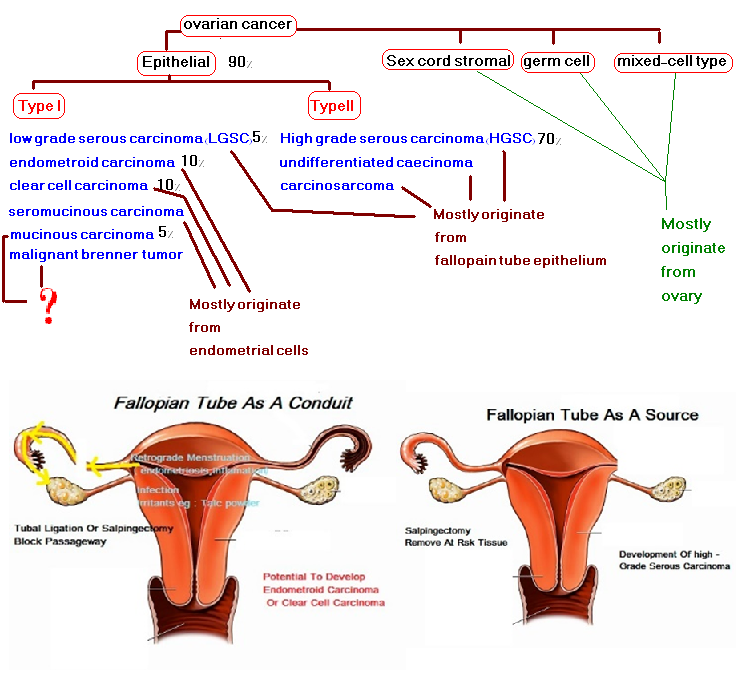 ovarian cancer
Epithelial 90%
Sex cord stromal
germ cell
mixed-cell type
Type I
TypeII
low grade serous carcinoma (LGSC) 5%
endometroid carcinoma 10%
clear cell carcinoma 10%
seromucinous carcinoma
mucinous carcinoma 5%
malignant brenner tumor
?
High grade serous carcinoma (HGSC) 70%
undifferentiated caecinoma
carcinosarcoma
Mostly originate
from
fallopain tube epithelium
Mostly
originate
from
ovary
Mostly originate
from
endometrial cells
Fallopian Tube As A Conduit
Retrograde Menstruation
Infection
Irritants eg : Talc powder
Tubal Ligation Or Salpingectomy
Block Passageway
Potential To Develop
Endometroid Carcinoma
Or Clear Cell Carcinoma
Fallopian Tube As A Source
Salpingectomy
Remove At Rsk Tissue
Development Of high -
Grade Serous Carcinoma